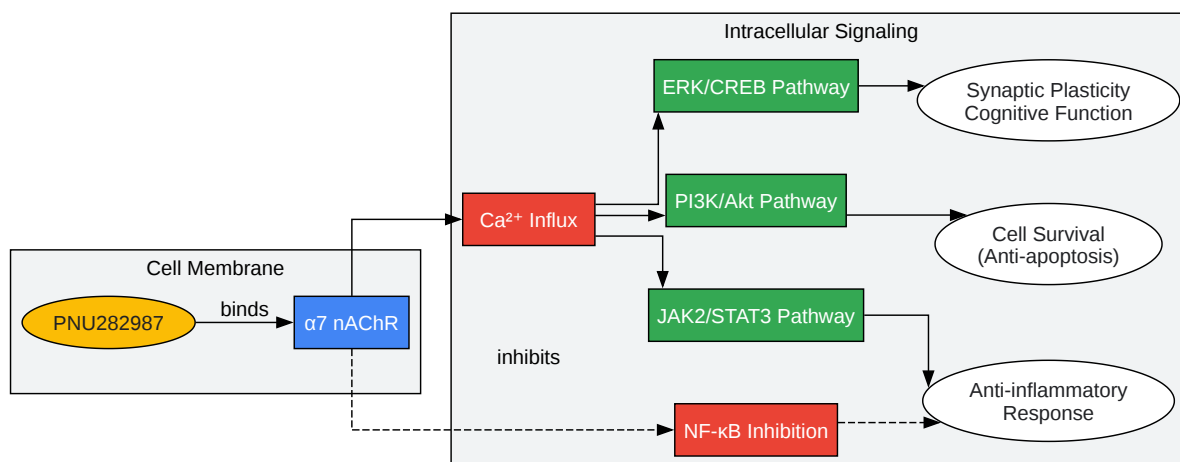 Intracellular Signaling
ERK/CREB Pathway
Synaptic Plasticity
Cognitive Function
PI3K/Akt Pathway
Ca²⁺ Influx
Cell Survival
(Anti-apoptosis)
Cell Membrane
binds
PNU282987
α7 nAChR
JAK2/STAT3 Pathway
inhibits
Anti-inflammatory
Response
NF-κB Inhibition